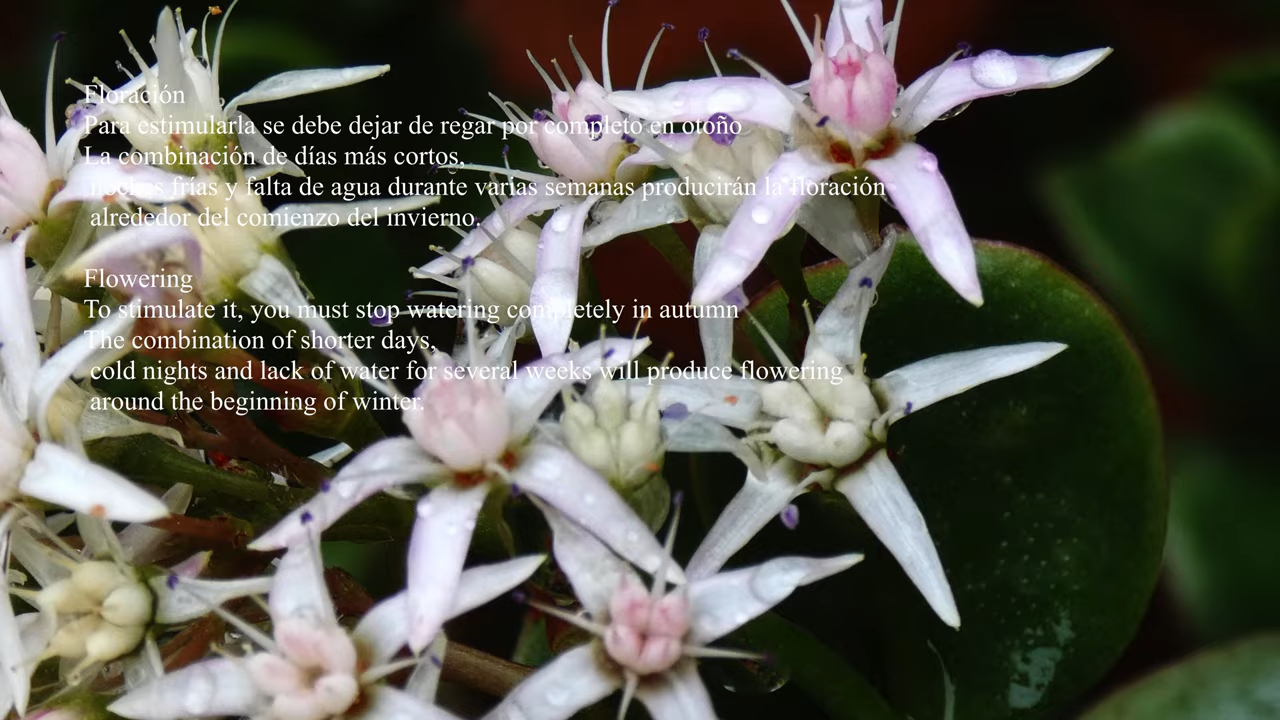 Floración
Para estimularla se debe dejar de regar por completo en otoño
La combinación de días más cortos,
noches frías y falta de agua durante varias semanas producirán la floración
alrededor del comienzo del invierno.
Flowering
To stimulate it, you must stop watering completely in autumn
The combination of shorter days,
cold nights and lack of water for several weeks will produce flowering
around the beginning of winter.